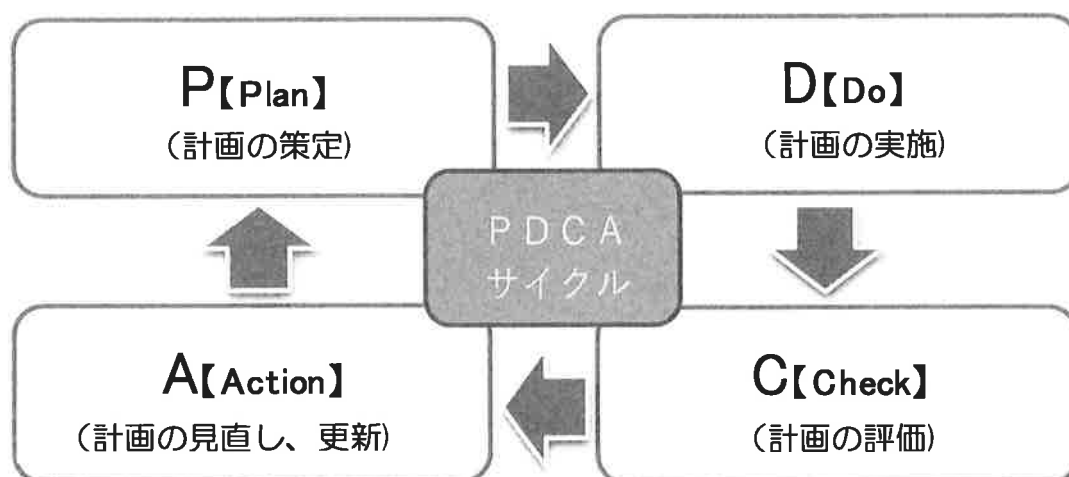 P【Plan】
（計画の策定)
D【Do】
（計画の実施)
PDCA
サイクル
A【Action】
（計画の見直し、更新)
C【Check】
（計画の評価)